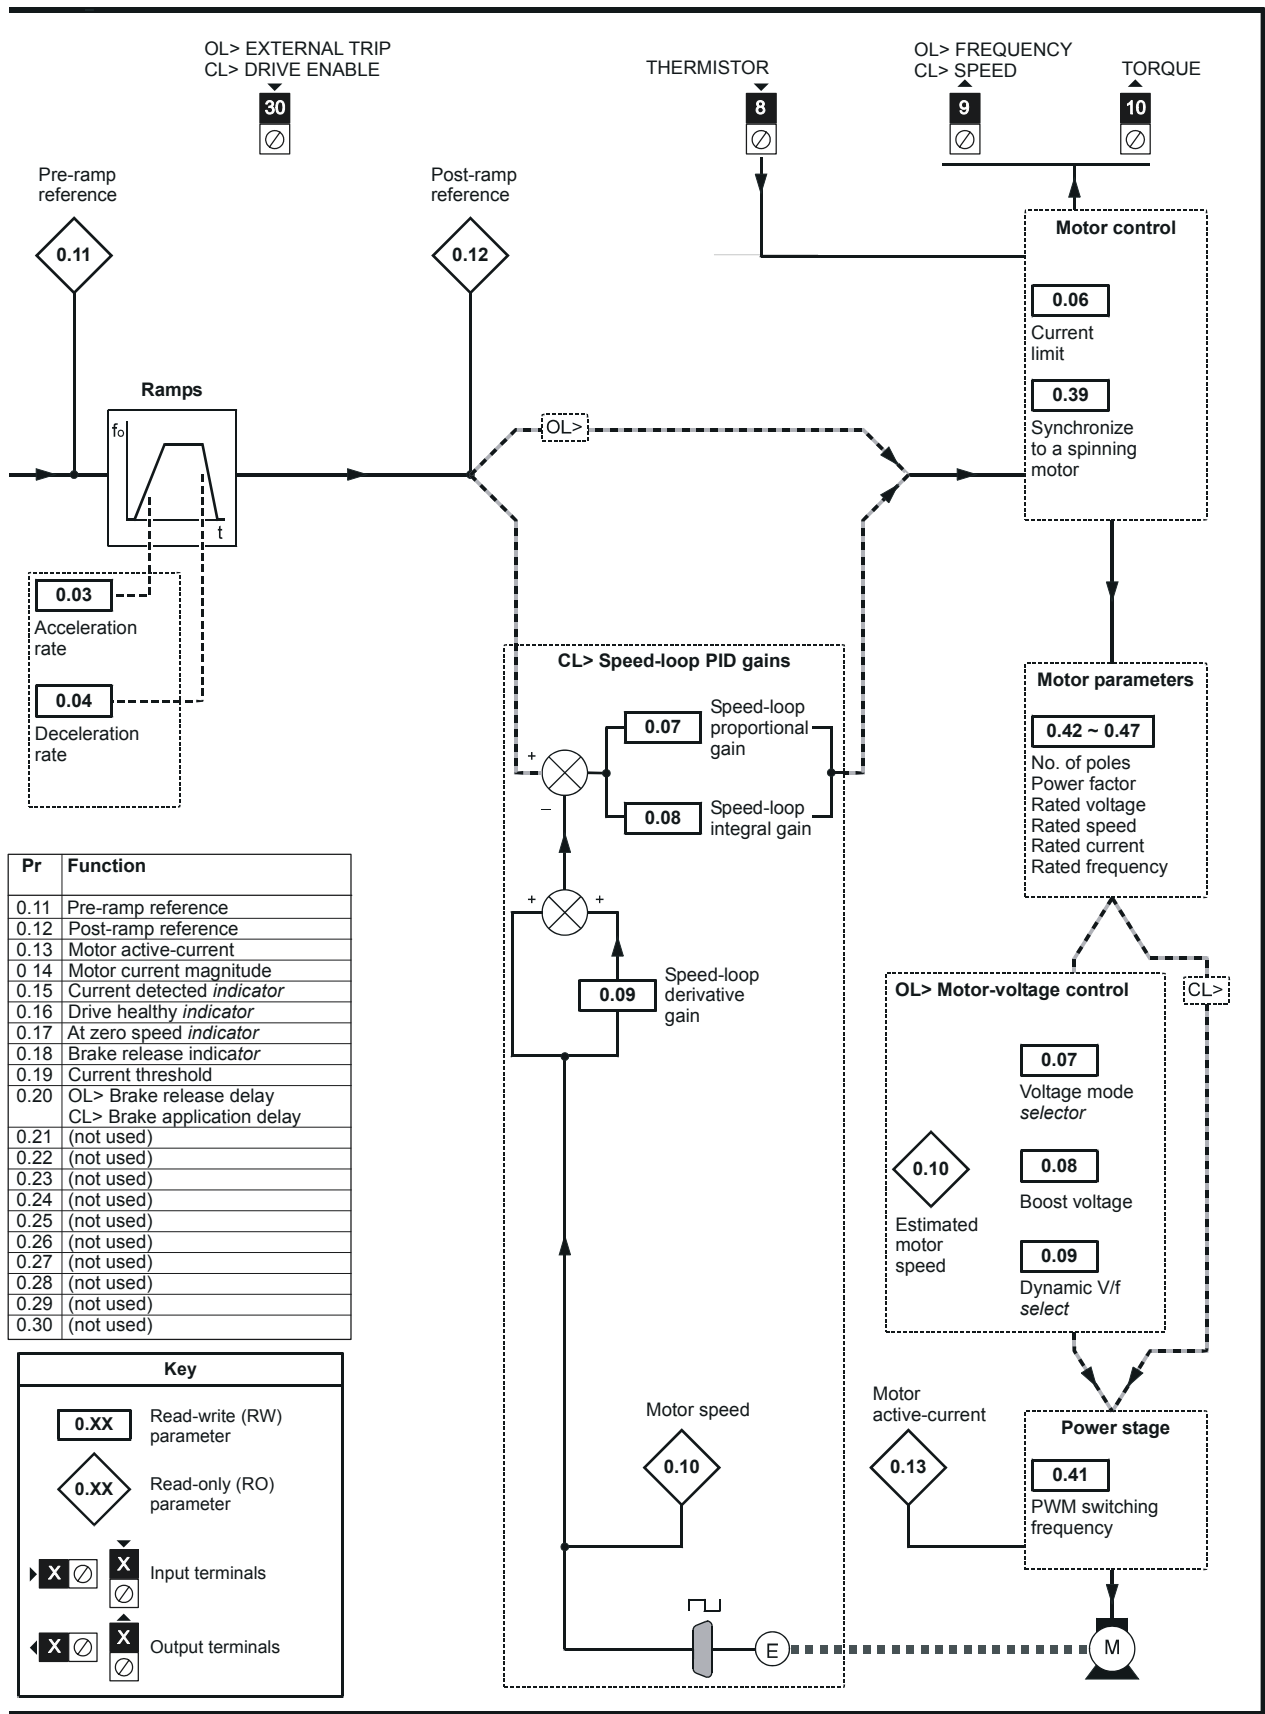 OL> EXTERNAL TRIP
CL> DRIVE ENABLE
30
THERMISTOR
8
OL> FREQUENCY
CL> SPEED
9
TORQUE
10
Pre-ramp
reference
0.11
Post-ramp
reference
0.12
Motor control
0.06
Current
limit
0.39
Synchronize
to a spinning
motor
Ramps
fo
t
OL>
0.03
Acceleration
rate
0.04
Deceleration
rate
CL> Speed-loop PID gains
0.07
Speed-loop
proportional
gain
+
–
0.08
Speed-loop
integral gain
+ +
0.09
Speed-loop
derivative
gain
Motor parameters
0.42 ~ 0.47
No. of poles
Power factor
Rated voltage
Rated speed
Rated current
Rated frequency
Pr Function
0.11 Pre-ramp reference
0.12 Post-ramp reference
0.13 Motor active-current
0 14 Motor current magnitude
0.15 Current detected indicator
0.16 Drive healthy indicator
0.17 At zero speed indicator
0.18 Brake release indicator
0.19 Current threshold
0.20 OL> Brake release delay
CL> Brake application delay
0.21 (not used)
0.22 (not used)
0.23 (not used)
0.24 (not used)
0.25 (not used)
0.26 (not used)
0.27 (not used)
0.28 (not used)
0.29 (not used)
0.30 (not used)
OL> Motor-voltage control
CL>
0.07
Voltage mode
selector
0.10
Estimated
motor
speed
0.08
Boost voltage
0.09
Dynamic V/f
select
Key
0.XX
Read-write (RW)
parameter
0.XX
Read-only (RO)
parameter
X
X
Input terminals
X
X
Output terminals
Motor speed
0.10
Motor
active-current
0.13
Power stage
0.41
PWM switching
frequency
E
M